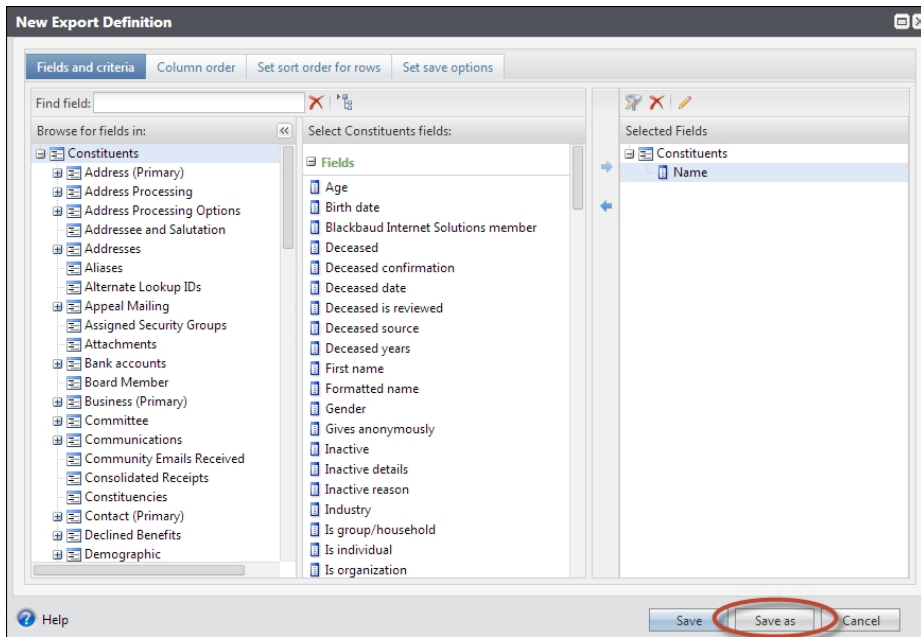 New Export Definition
Fields and criteria
Column order
Set sort order for rows
Set save options
Find field:
Browse for fields in:
Constituents
Address (Primary)
Address Processing
Address Processing Options
Addressee and Salutation
Addresses
Aliases
Alternate Lookup IDs
Appeal Mailing
Assigned Security Groups
Attachments
Bank accounts
Board Member
Business (Primary)
Committee
Communications
Community Emails Received
Consolidated Receipts
Constituencies
Contact (Primary)
Declined Benefits
Demographic
Select Constituents fields:
Fields
Age
Birth date
Blackbaud Internet Solutions member
Deceased
Deceased confirmation
Deceased date
Deceased is reviewed
Deceased source
Deceased years
First name
Formatted name
Gender
Gives anonymously
Inactive
Inactive details
Inactive reason
Industry
Is group/household
Is individual
Is organization
Selected Fields
Constituents
Name
Help
Save
Save as
Cancel